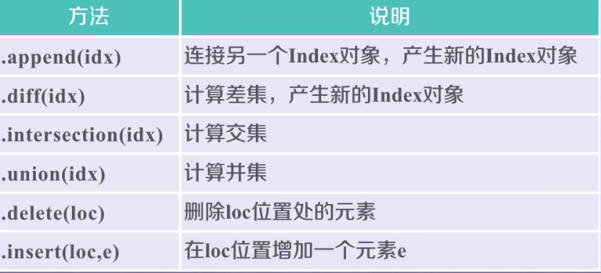 方法 说明
.append(idx) 连接另一个Index对象，产生新的Index对象
.diff(idx) 计算差集，产生新的Index对象
.intersection(idx) 计算交集
.union(idx) 计算并集
.delete(loc) 删除loc位置处的元素
.insert(loc,e) 在loc位置增加一个元素e